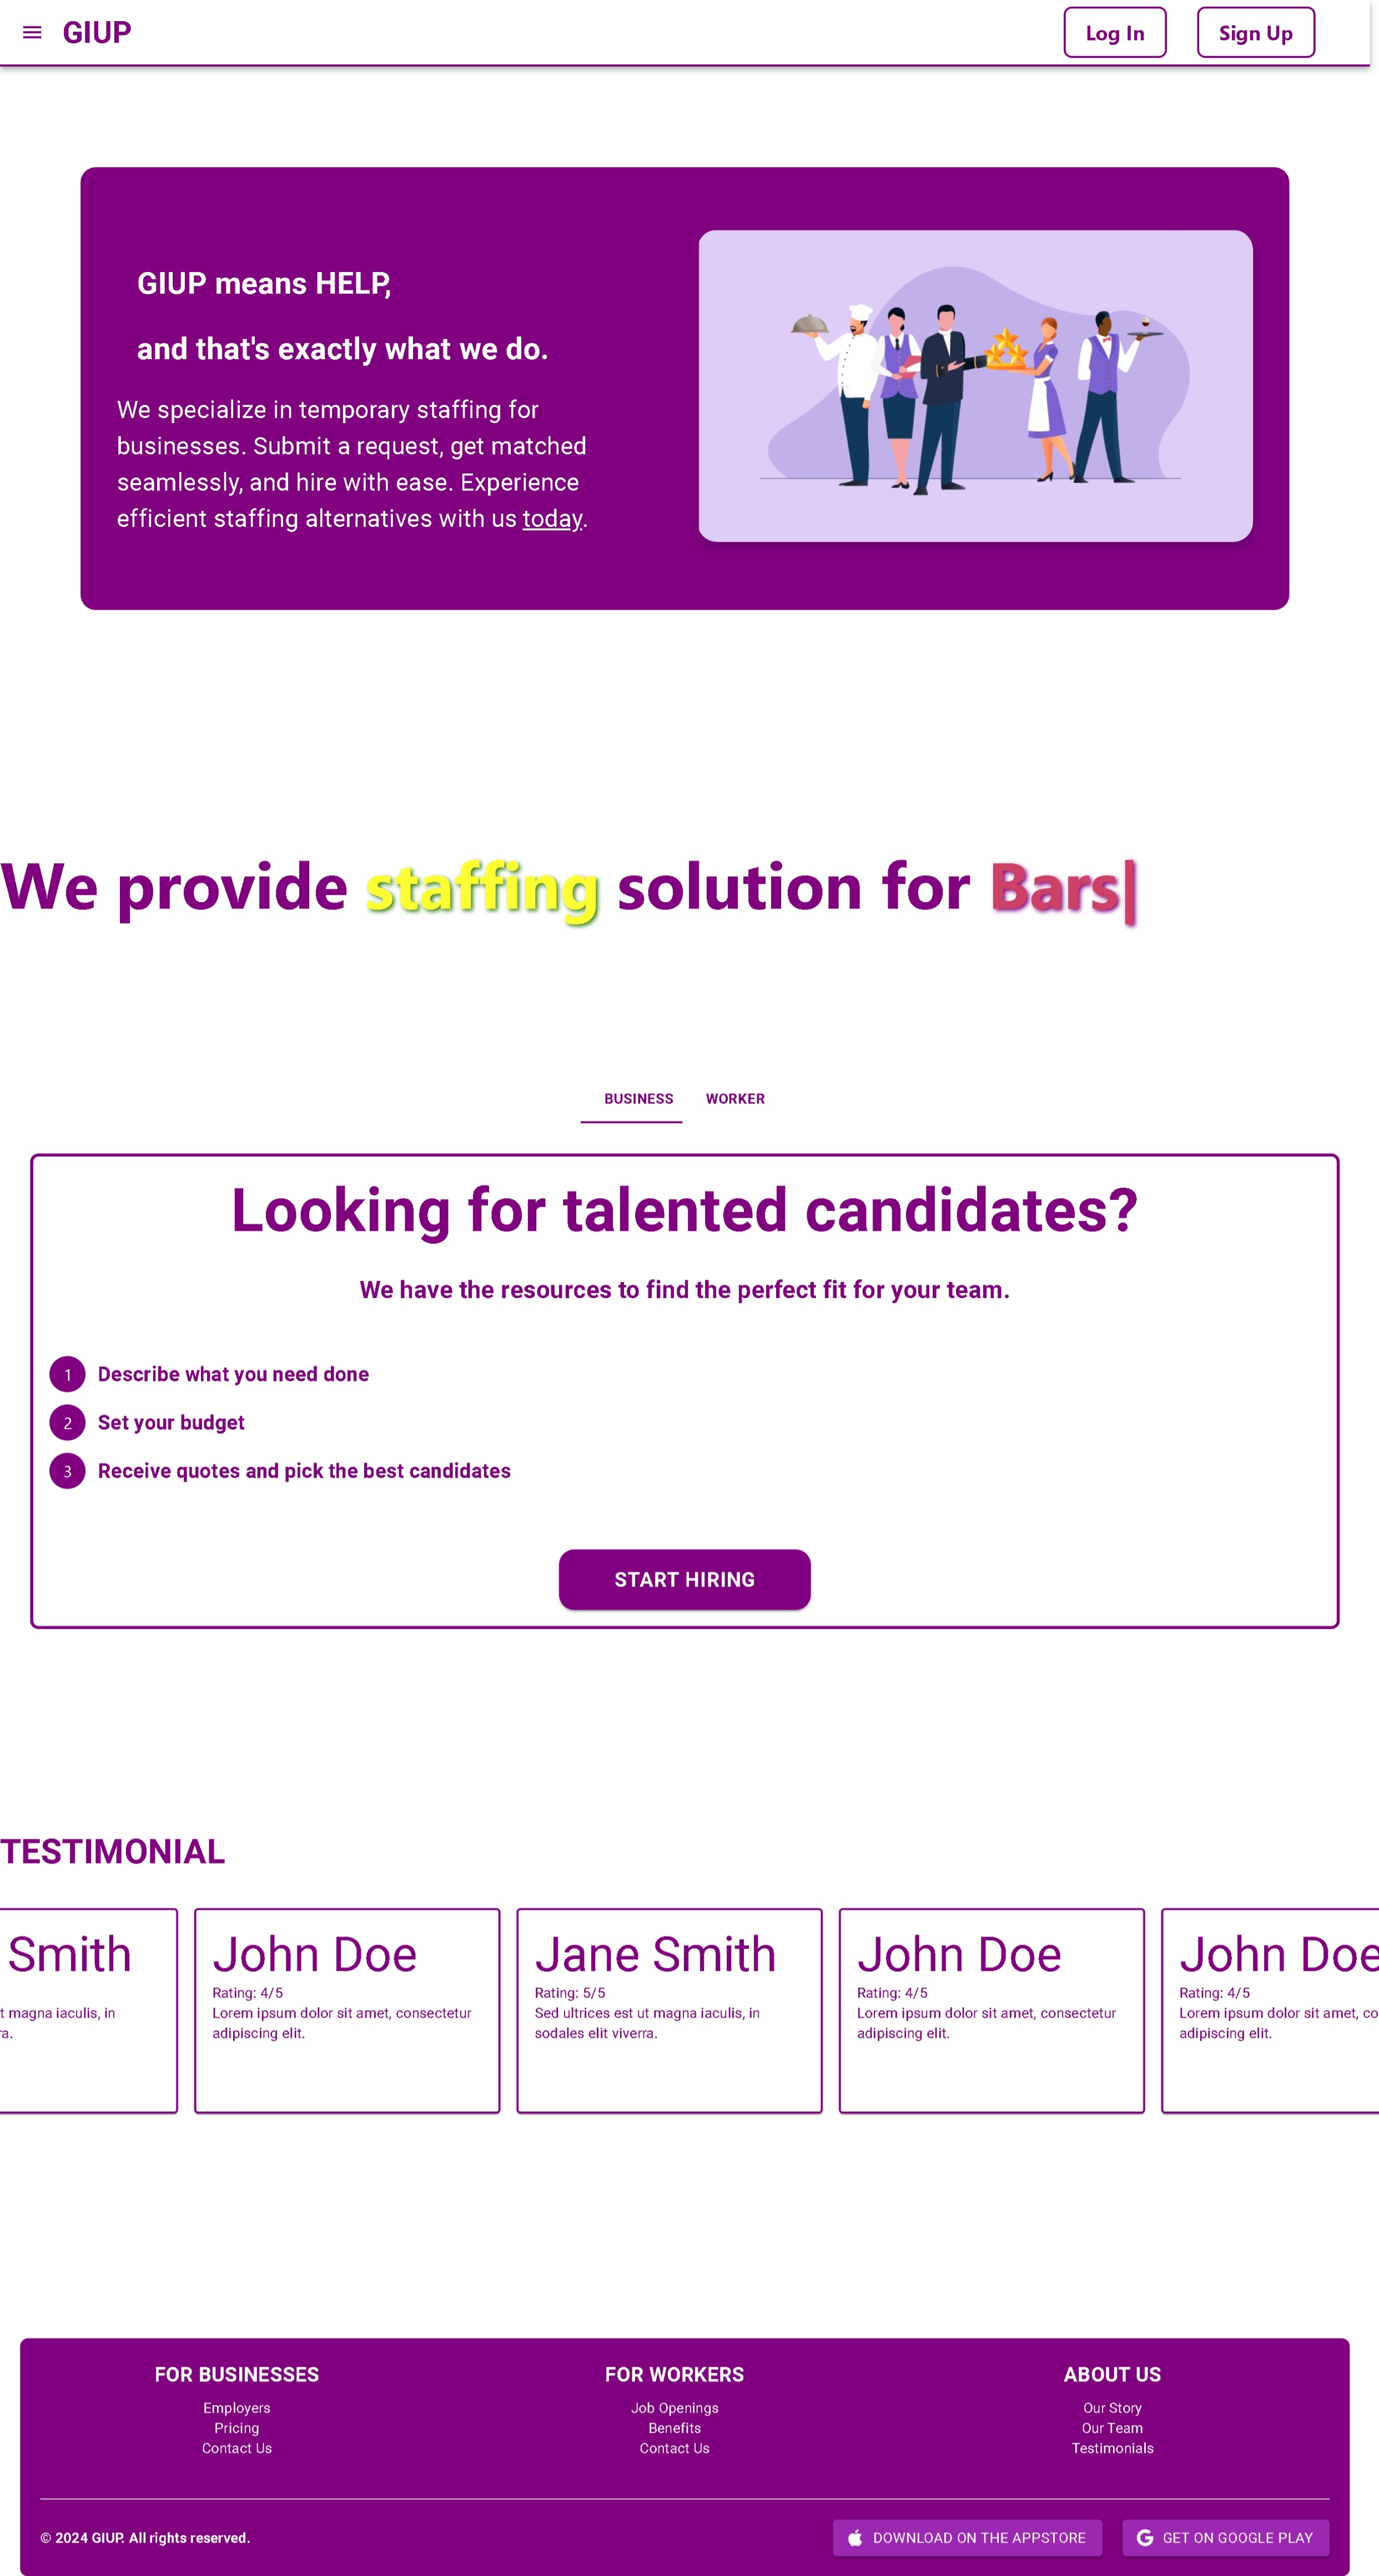 GIUP
Log In
Sign Up
GIUP means HELP,
and that's exactly what we do.
We specialize in temporary staffing for
businesses. Submit a request, get matched
seamlessly, and hire with ease. Experience
efficient staffing alternatives with us today.
We provide staffing solution for Bars|
BUSINESS
WORKER
Looking for talented candidates?
We have the resources to find the perfect fit for your team.
1 Describe what you need done
2 Set your budget
3 Receive quotes and pick the best candidates
START HIRING
TESTIMONIAL
Smith
t magna iaculis, in
ra.
John Doe
Rating: 4/5
Lorem ipsum dolor sit amet, consectetur
adipiscing elit.
Jane Smith
Rating: 5/5
Sed ultrices est ut magna iaculis, in
sodales elit viverra.
John Doe
Rating: 4/5
Lorem ipsum dolor sit amet, consectetur
adipiscing elit.
John Doe
Rating: 4/5
Lorem ipsum dolor sit amet, co
adipiscing elit.
FOR BUSINESSES
Employers
Pricing
Contact Us
FOR WORKERS
Job Openings
Benefits
Contact Us
ABOUT US
Our Story
Our Team
Testimonials
© 2024 GIUP. All rights reserved.
DOWNLOAD ON THE APPSTORE
GET ON GOOGLE PLAY